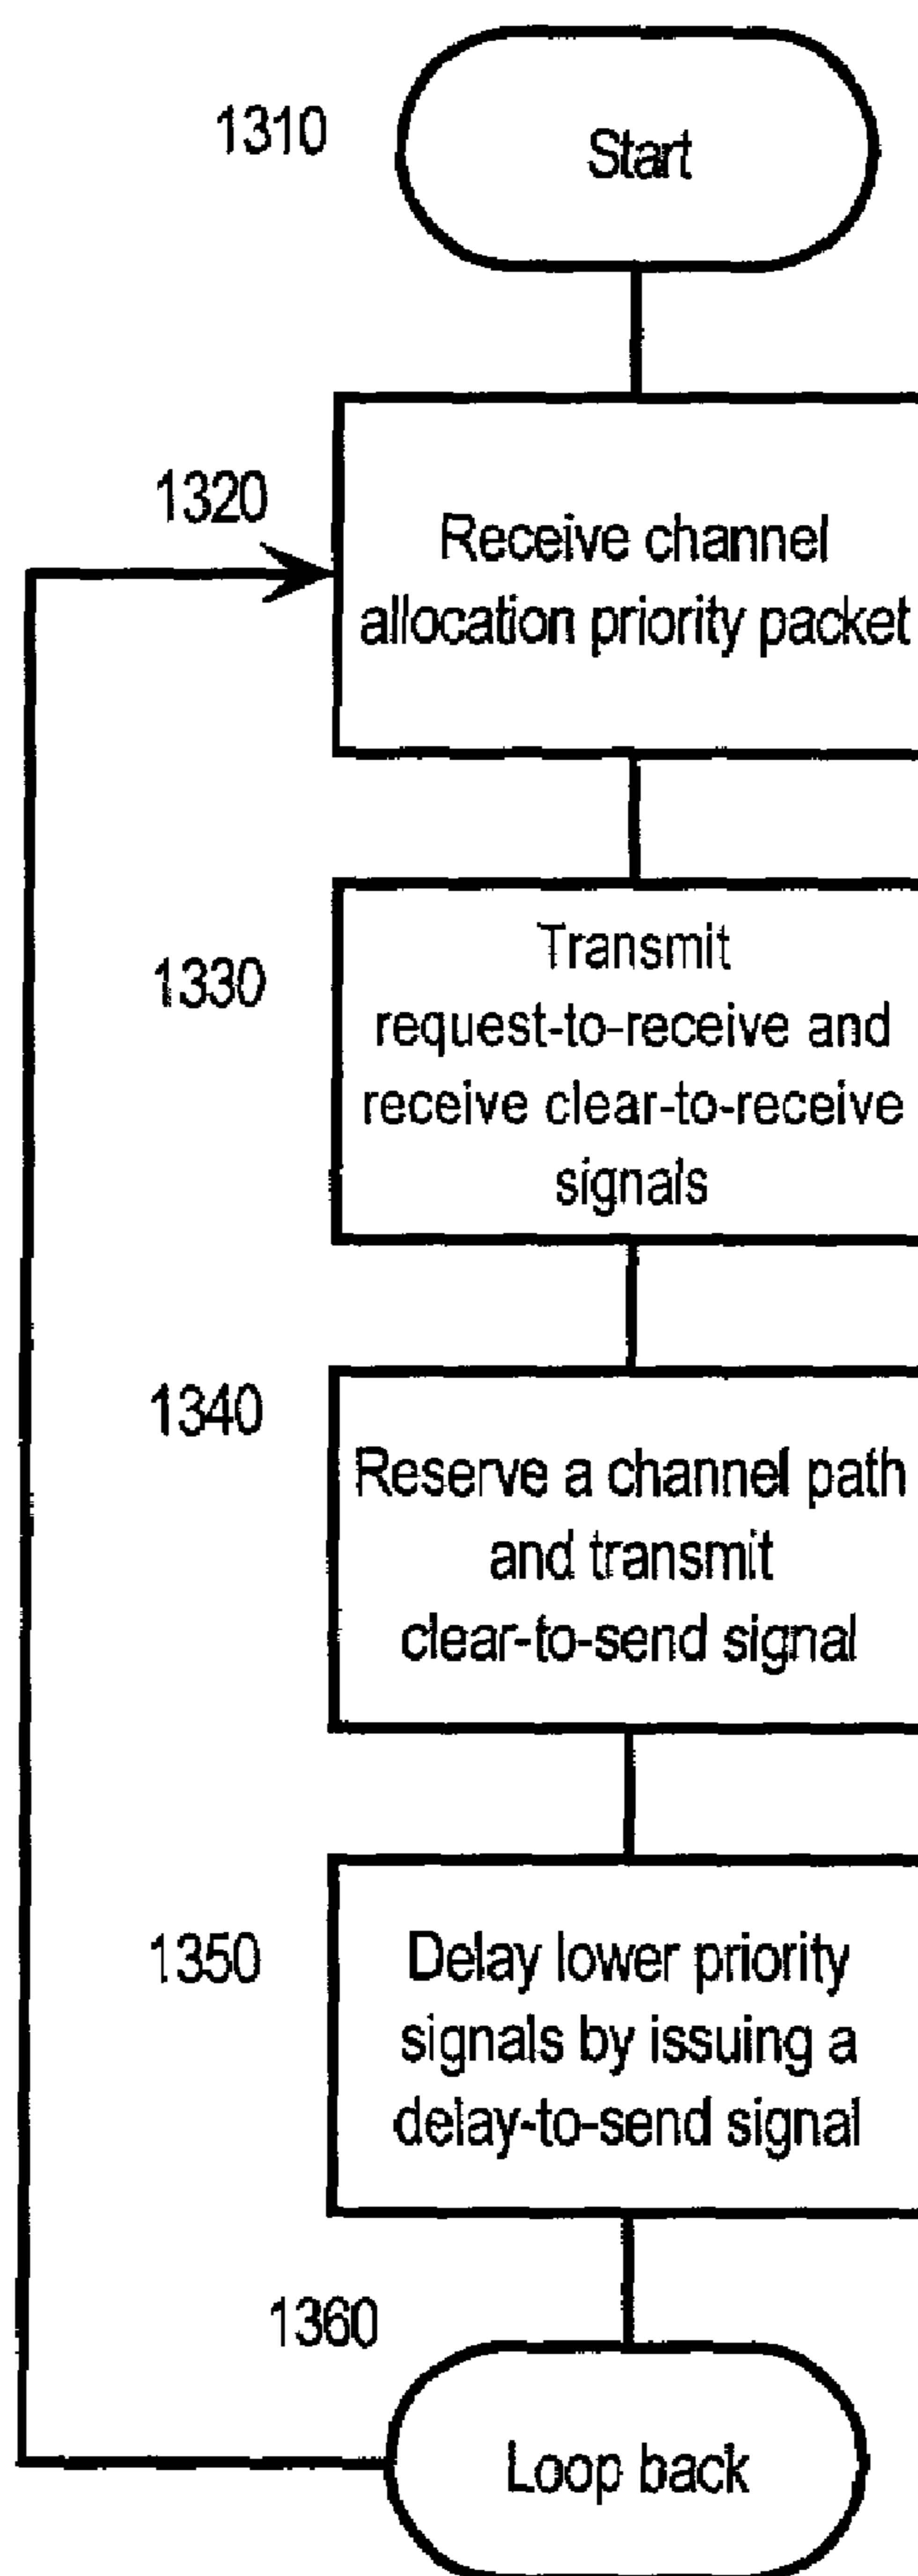 1310
Start
1320
Receive channel
allocation priority packet
1330
Transmit
request-to-receive and
receive clear-to-receive
signals
1340
Reserve a channel path
and transmit
clear-to-send signal
1350
Delay lower priority
signals by issuing a
delay-to-send signal
1360
Loop back